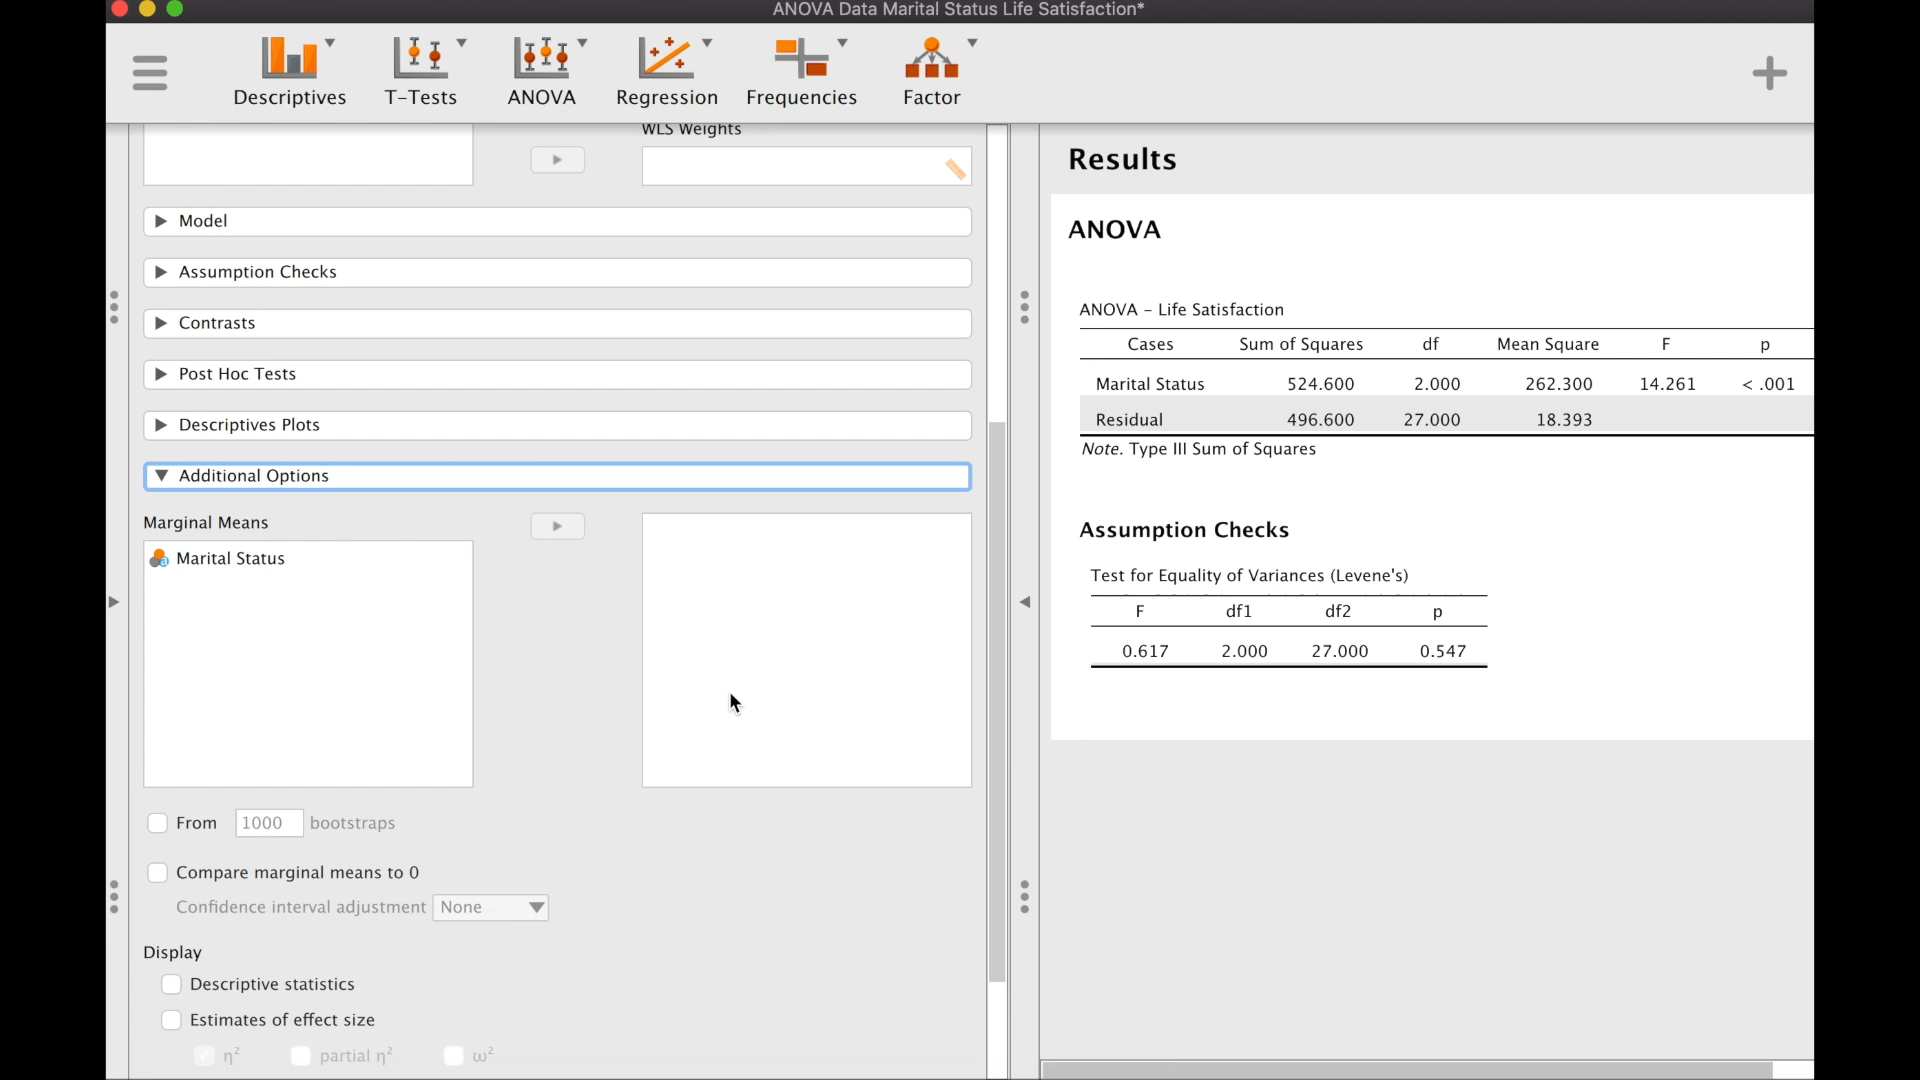 ANOVA Data Marital Status Life Satisfaction*
Descriptives T-Tests ANOVA Regression Frequencies Factor
WLS Weights
Model
Assumption Checks
Contrasts
Post Hoc Tests
Descriptives Plots
Additional Options
Marginal Means
Marital Status
From 1000 bootstraps
Compare marginal means to 0
Confidence interval adjustment None
Display
Descriptive statistics
Estimates of effect size
η² partial η² ω²
Results
ANOVA
ANOVA – Life Satisfaction
Cases Sum of Squares df Mean Square F p
Marital Status 524.600 2.000 262.300 14.261 < .001
Residual 496.600 27.000 18.393
Note. Type III Sum of Squares
Assumption Checks
Test for Equality of Variances (Levene's)
F df1 df2 p
0.617 2.000 27.000 0.547